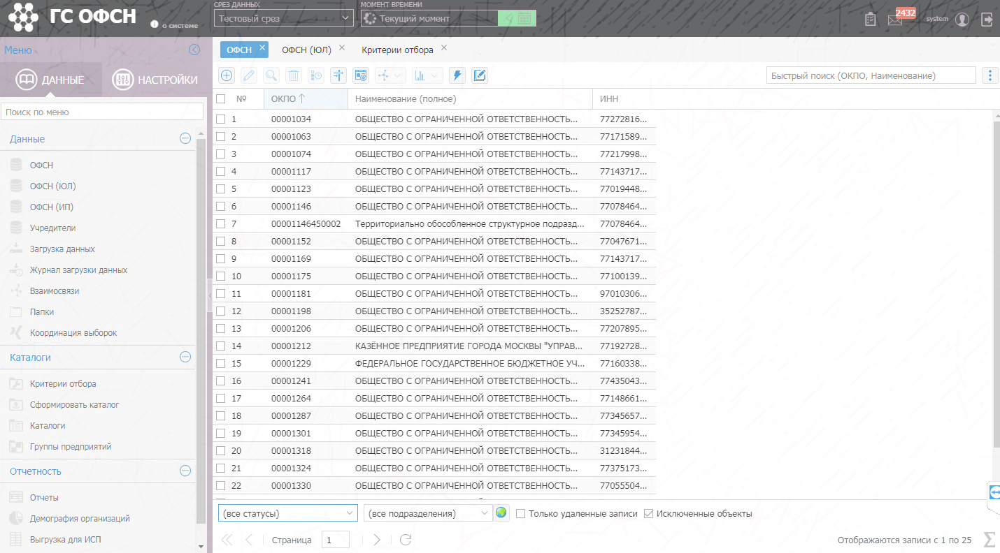 ГС ОФСН
о системе
СРЕЗ ДАННЫХ
Тестовый срез
МОМЕНТ ВРЕМЕНИ
Текущий момент
2432
system
Меню
ДАННЫЕ
НАСТРОЙКИ
Поиск по меню
Данные
ОФСН
ОФСН (ЮЛ)
ОФСН (ИП)
Учредители
Загрузка данных
Журнал загрузки данных
Взаимосвязи
Папки
Координация выборок
Каталоги
Критерии отбора
Сформировать каталог
Каталоги
Группы предприятий
Отчетность
Отчеты
Демография организаций
Выгрузка для ИСП
ОФСН
ОФСН (ЮЛ)
Критерии отбора
Быстрый поиск (ОКПО, Наименование)
№ ОКПО Наименование (полное) ИНН
1 00001034 ОБЩЕСТВО С ОГРАНИЧЕННОЙ ОТВЕТСТВЕННОСТЬ... 77272816...
2 00001063 ОБЩЕСТВО С ОГРАНИЧЕННОЙ ОТВЕТСТВЕННОСТЬ... 77171589...
3 00001074 ОБЩЕСТВО С ОГРАНИЧЕННОЙ ОТВЕТСТВЕННОСТЬ... 77217998...
4 00001117 ОБЩЕСТВО С ОГРАНИЧЕННОЙ ОТВЕТСТВЕННОСТЬ... 77143717...
5 00001123 ОБЩЕСТВО С ОГРАНИЧЕННОЙ ОТВЕТСТВЕННОСТЬ... 77019448...
6 00001146 ОБЩЕСТВО С ОГРАНИЧЕННОЙ ОТВЕТСТВЕННОСТЬ... 77078464...
7 00001146450002 Территориально обособленное структурное подразд... 77078464...
8 00001152 ОБЩЕСТВО С ОГРАНИЧЕННОЙ ОТВЕТСТВЕННОСТЬ... 77047671...
9 00001169 ОБЩЕСТВО С ОГРАНИЧЕННОЙ ОТВЕТСТВЕННОСТЬ... 77143717...
10 00001175 ОБЩЕСТВО С ОГРАНИЧЕННОЙ ОТВЕТСТВЕННОСТЬ... 77100139...
11 00001181 ОБЩЕСТВО С ОГРАНИЧЕННОЙ ОТВЕТСТВЕННОСТЬ... 97010306...
12 00001198 ОБЩЕСТВО С ОГРАНИЧЕННОЙ ОТВЕТСТВЕННОСТЬ... 35252787...
13 00001206 ОБЩЕСТВО С ОГРАНИЧЕННОЙ ОТВЕТСТВЕННОСТЬ... 77207895...
14 00001212 КАЗЁННОЕ ПРЕДПРИЯТИЕ ГОРОДА МОСКВЫ "УПРАВ... 77192728...
15 00001229 ФЕДЕРАЛЬНОЕ ГОСУДАРСТВЕННОЕ БЮДЖЕТНОЕ УЧ... 77160338...
16 00001241 ОБЩЕСТВО С ОГРАНИЧЕННОЙ ОТВЕТСТВЕННОСТЬ... 77435043...
17 00001264 ОБЩЕСТВО С ОГРАНИЧЕННОЙ ОТВЕТСТВЕННОСТЬ... 77148661...
18 00001287 ОБЩЕСТВО С ОГРАНИЧЕННОЙ ОТВЕТСТВЕННОСТЬ... 77345657...
19 00001301 ОБЩЕСТВО С ОГРАНИЧЕННОЙ ОТВЕТСТВЕННОСТЬ... 77345954...
20 00001318 ОБЩЕСТВО С ОГРАНИЧЕННОЙ ОТВЕТСТВЕННОСТЬ... 31231844...
21 00001324 ОБЩЕСТВО С ОГРАНИЧЕННОЙ ОТВЕТСТВЕННОСТЬ... 77375173...
22 00001330 ОБЩЕСТВО С ОГРАНИЧЕННОЙ ОТВЕТСТВЕННОСТЬ... 77055504...
(все статусы) (все подразделения) Только удаленные записи Исключенные объекты
Страница 1 Отображаются записи с 1 по 25